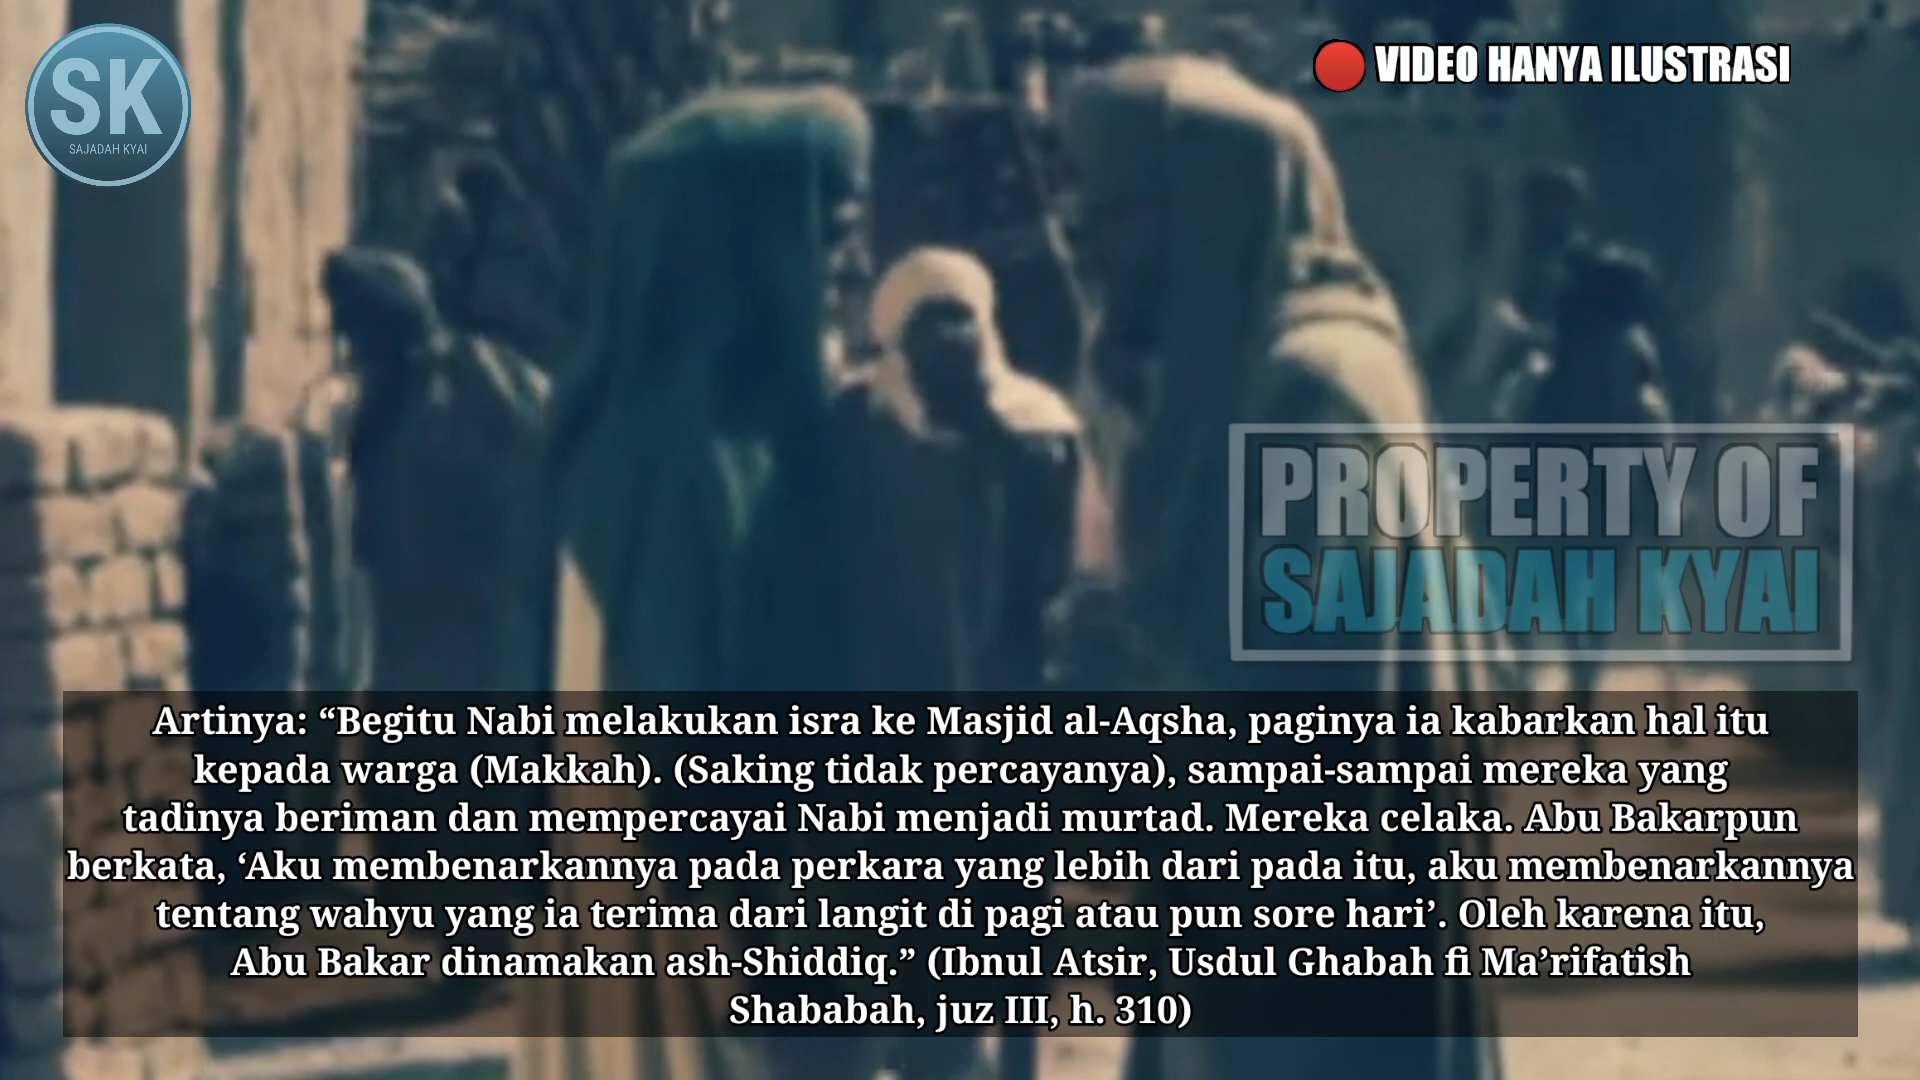 SK
SAJADAH KYAI
VIDEO HANYA ILUSTRASI
PROPERTY OF
SAJADAH KYAI
Artinya: “Begitu Nabi melakukan isra ke Masjid al-Aqsha, paginya ia kabarkan hal itu
kepada warga (Makkah). (Saking tidak percayanya), sampai-sampai mereka yang
tadinya beriman dan mempercayai Nabi menjadi murtad. Mereka celaka. Abu Bakarpun
berkata, ‘Aku membenarkannya pada perkara yang lebih dari pada itu, aku membenarkannya
tentang wahyu yang ia terima dari langit di pagi atau pun sore hari’. Oleh karena itu,
Abu Bakar dinamakan ash-Shiddiq.” (Ibnul Atsir, Usdul Ghabah fi Ma’rifatish
Shababah, juz III, h. 310)